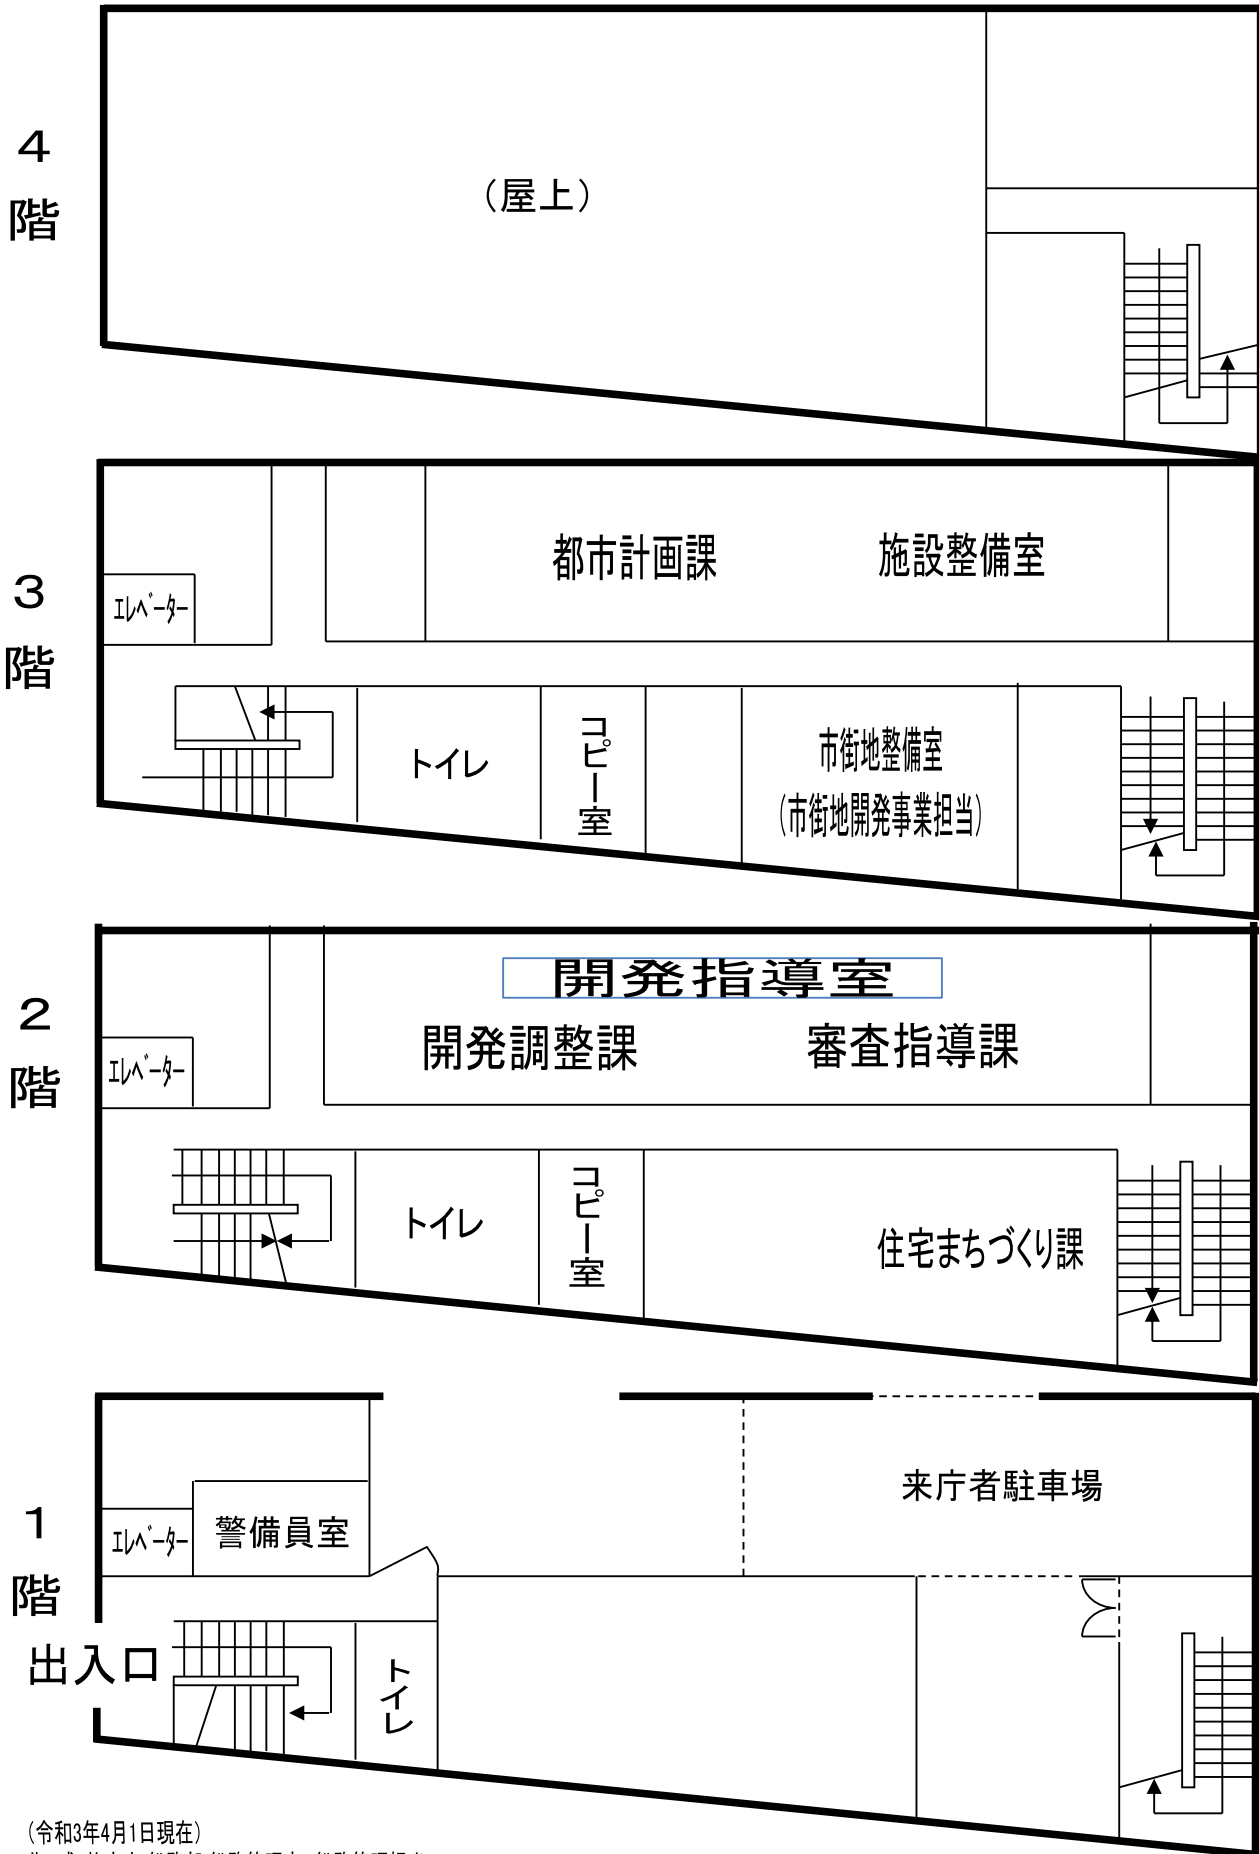 4
階
(屋上)
3
階
都市計画課
施設整備室
エレベーター
トイレ
コピー室
市街地整備室
(市街地開発事業担当)
2
階
開発指導室
開発調整課
審査指導課
エレベーター
トイレ
コピー室
住宅まちづくり課
1
階
来庁者駐車場
エレベーター
警備員室
出入口
トイレ
(令和3年4月1日現在)